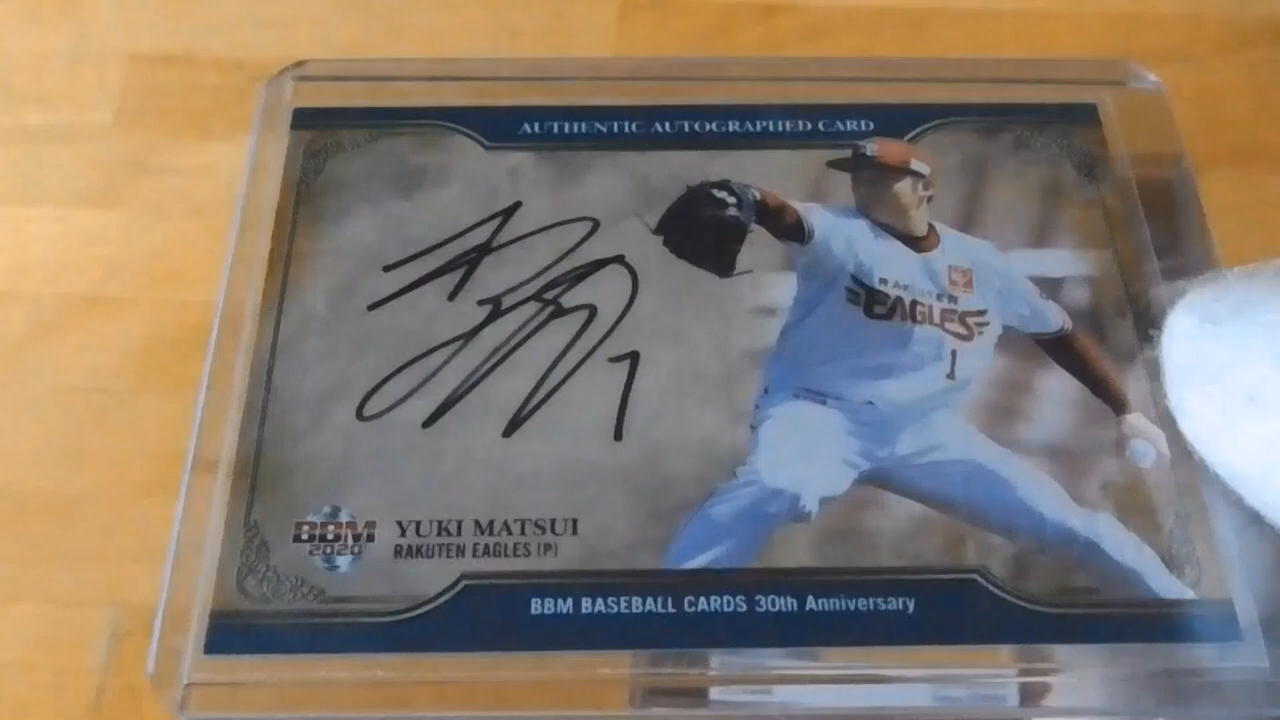 AUTHENTIC AUTOGRAPHED CARD
RAKUTEN
EAGLES
1
BBM
2020
YUKI MATSUI
RAKUTEN EAGLES (P)
BBM BASEBALL CARDS 30th Anniversary